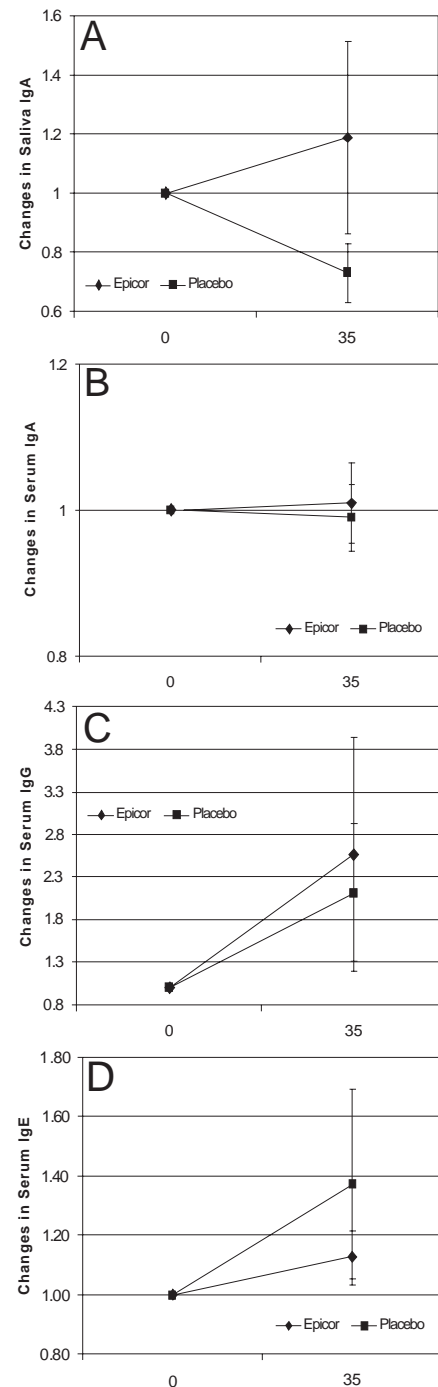 A
Changes in Saliva IgA
1.6
1.4
1.2
1
0.8
0.6
Epicor Placebo
0 35
B
Changes in Serum IgA
1.2
1
0.8
Epicor Placebo
0 35
C
Changes in Serum IgG
4.3
3.8
3.3
2.8
2.3
1.8
1.3
0.8
Epicor Placebo
0 35
D
Changes in Serum IgE
1.80
1.60
1.40
1.20
1.00
0.80
Epicor Placebo
0 35